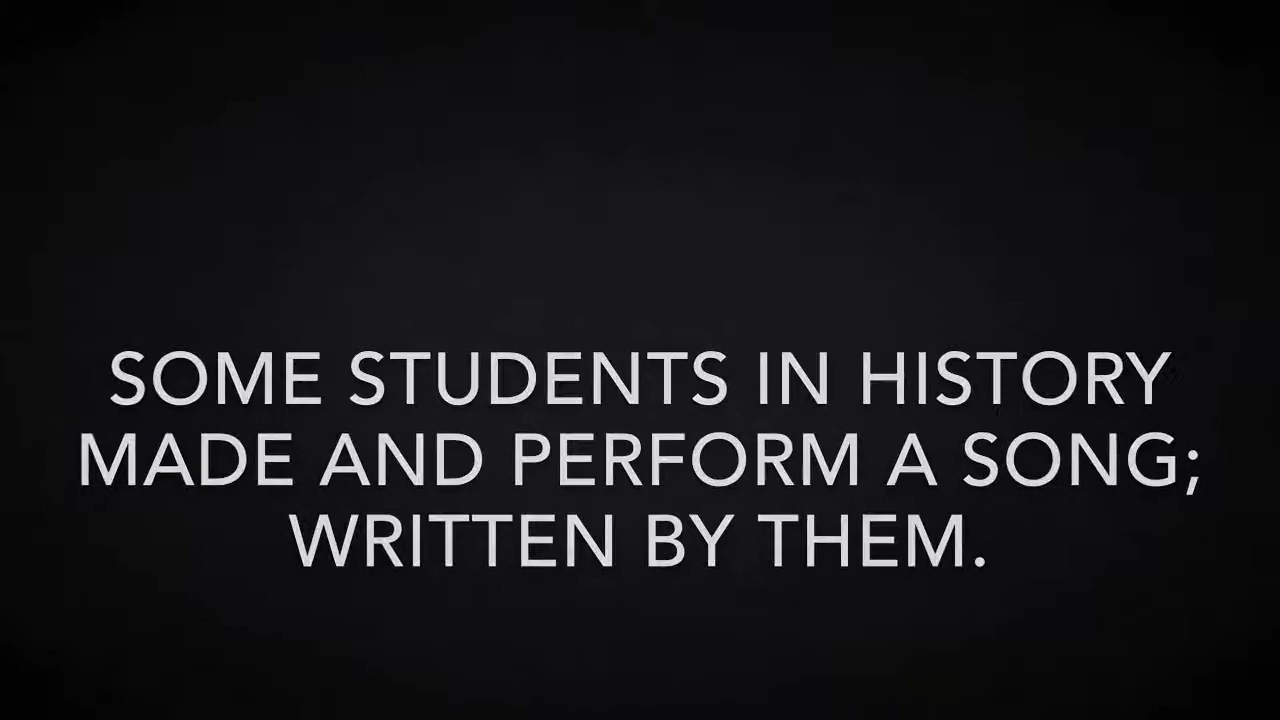 SOME STUDENTS IN HISTORY
MADE AND PERFORM A SONG;
WRITTEN BY THEM.